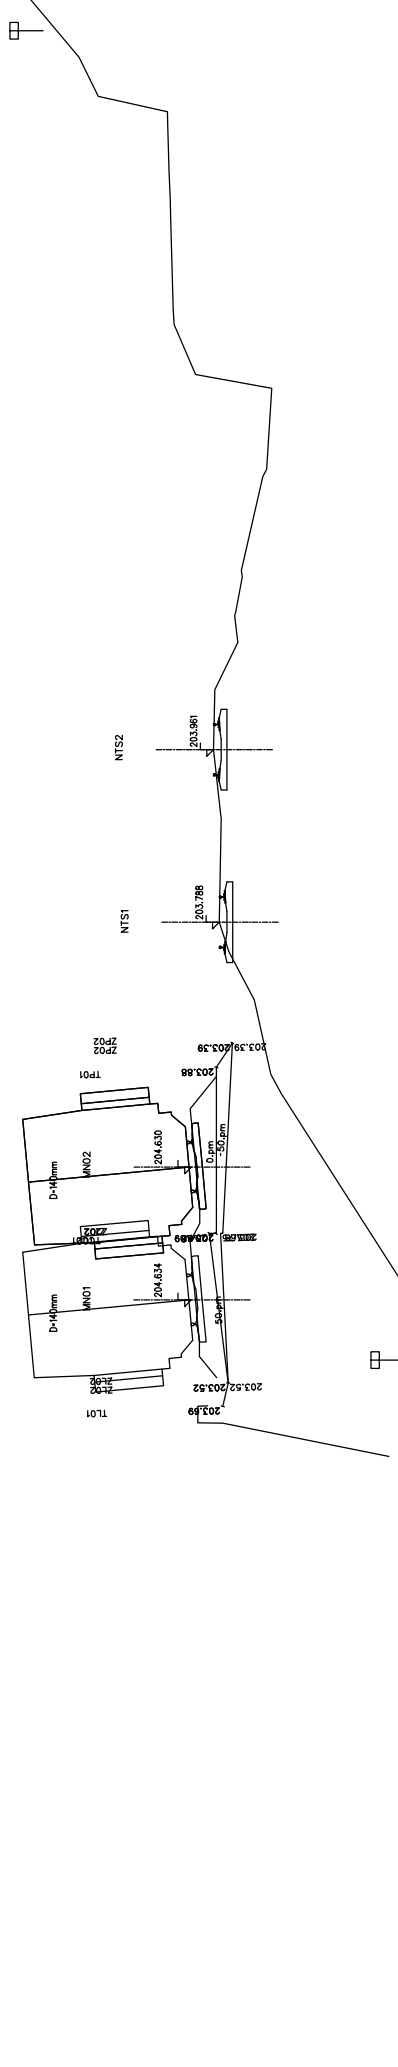 NTS2
203.961
NTS1
203.788
ZP02
ZP02
TP01
203.39
203.39
203.88
0.pm
-50.pm
204.630
MN02
D=140mm
204.634
MN01
D=140mm
50.pm
ZL02
ZL02
TL01
203.52
203.52
203.69